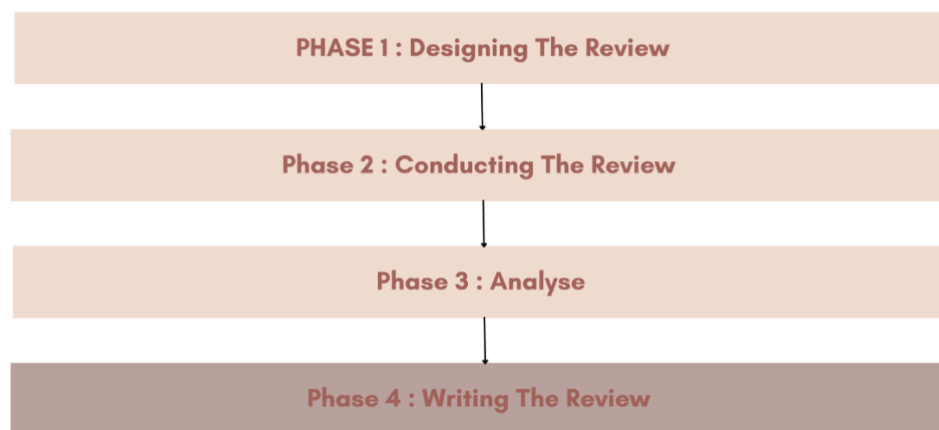 PHASE 1 : Designing The Review
Phase 2 : Conducting The Review
Phase 3 : Analyse
Phase 4 : Writing The Review